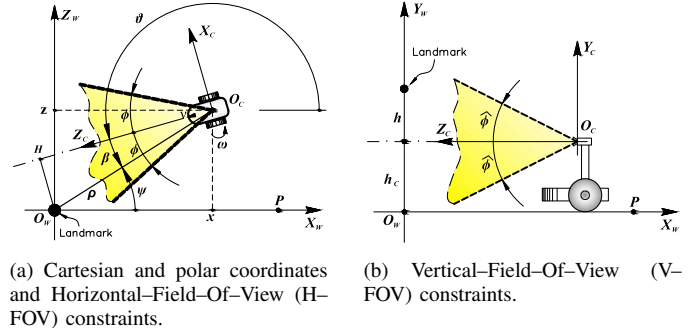 Z_W
ϑ
X_C
O_C
z
ϕ
ν
Z_C
ω
H
β
ϕ
ρ
ψ
O_W
Landmark
x
P
X_W
Y_W
Landmark
Y_C
h
Z_C
O_C
ϕ̂
ϕ̂
h_C
O_W
P
X_W
(a) Cartesian and polar coordinates
and Horizontal–Field–Of–View (H–
FOV) constraints.
(b) Vertical–Field–Of–View (V–
FOV) constraints.